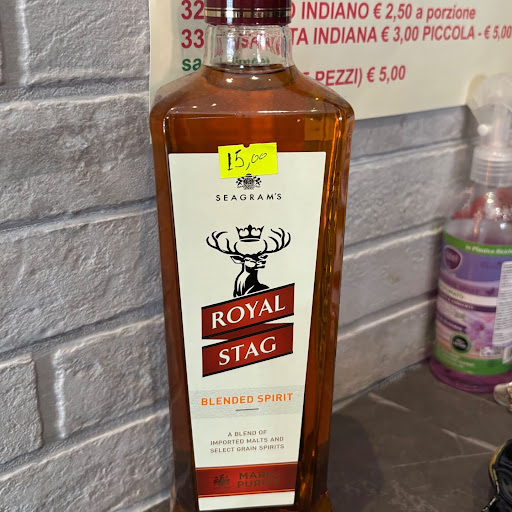 INDIANO € 2,50 a porzione
INDIANA € 3,00 PICCOLA - € 5,00
PEZZI) € 5,00
15,00
SEAGRAM'S
ROYAL
STAG
BLENDED SPIRIT
A BLEND OF
IMPORTED MALTS AND
SELECT GRAIN SPIRITS